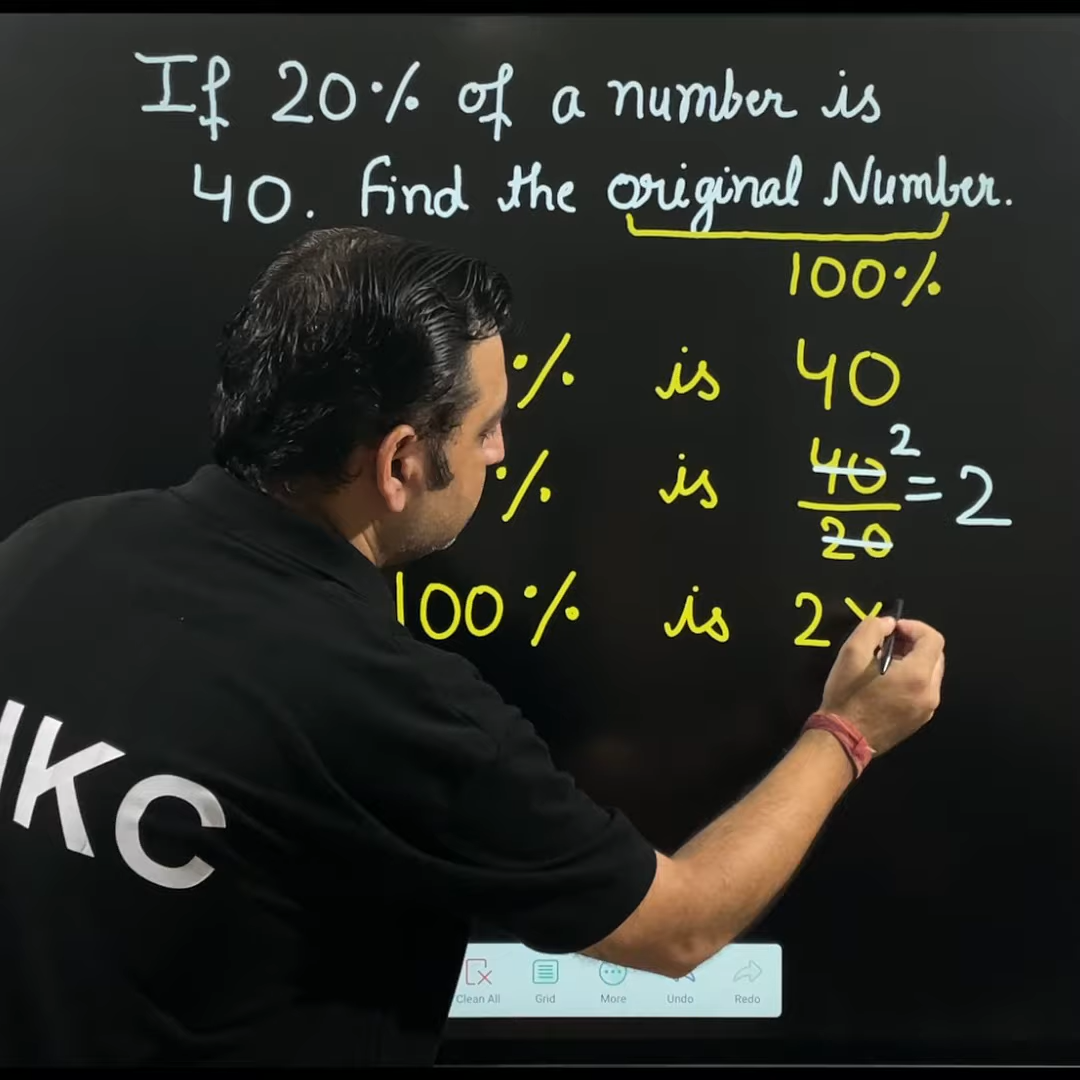 If 20% of a number is
40. Find the original Number.
100%
% is 40
% is 40/20 2 = 2
100% is 2 ×
KC
Clean All Grid More Undo Redo